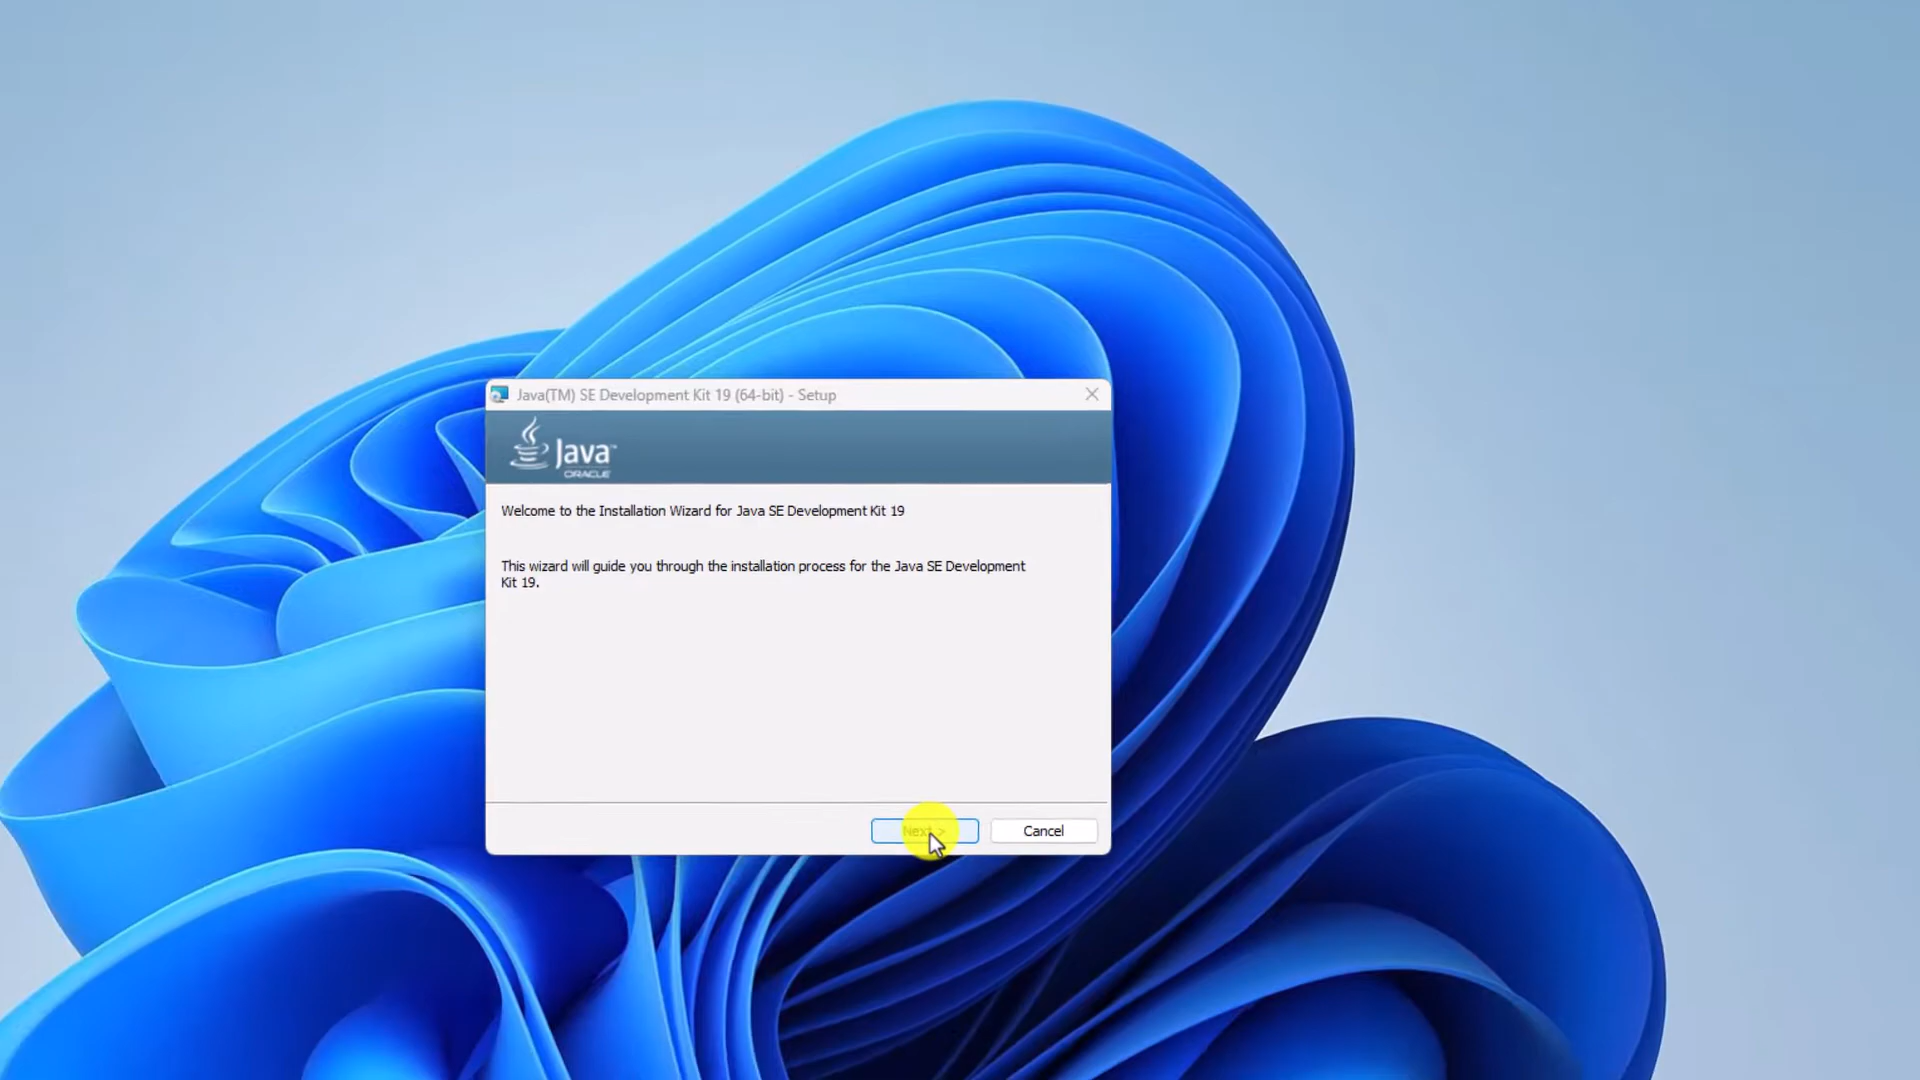 Java(TM) SE Development Kit 19 (64-bit) - Setup
Java™
ORACLE
Welcome to the Installation Wizard for Java SE Development Kit 19
This wizard will guide you through the installation process for the Java SE Development
Kit 19.
Next >
Cancel